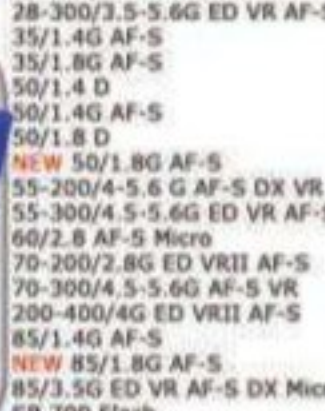 28-300/3.5-5.6G ED VR AF-S
35/1.4G AF-S
35/1.8G AF-S
50/1.4 D
50/1.4G AF-S
50/1.8 D
NEW 50/1.8G AF-S
55-200/4-5.6 G AF-S DX VR
55-300/4.5-5.6G ED VR AF-S
60/2.8 AF-S Micro
70-200/2.8G ED VRII AF-S
70-300/4.5-5.6G AF-S VR
200-400/4G ED VRII AF-S
85/1.4G AF-S
NEW 85/1.8G AF-S
85/3.5G ED VR AF-S DX Micr
Flash